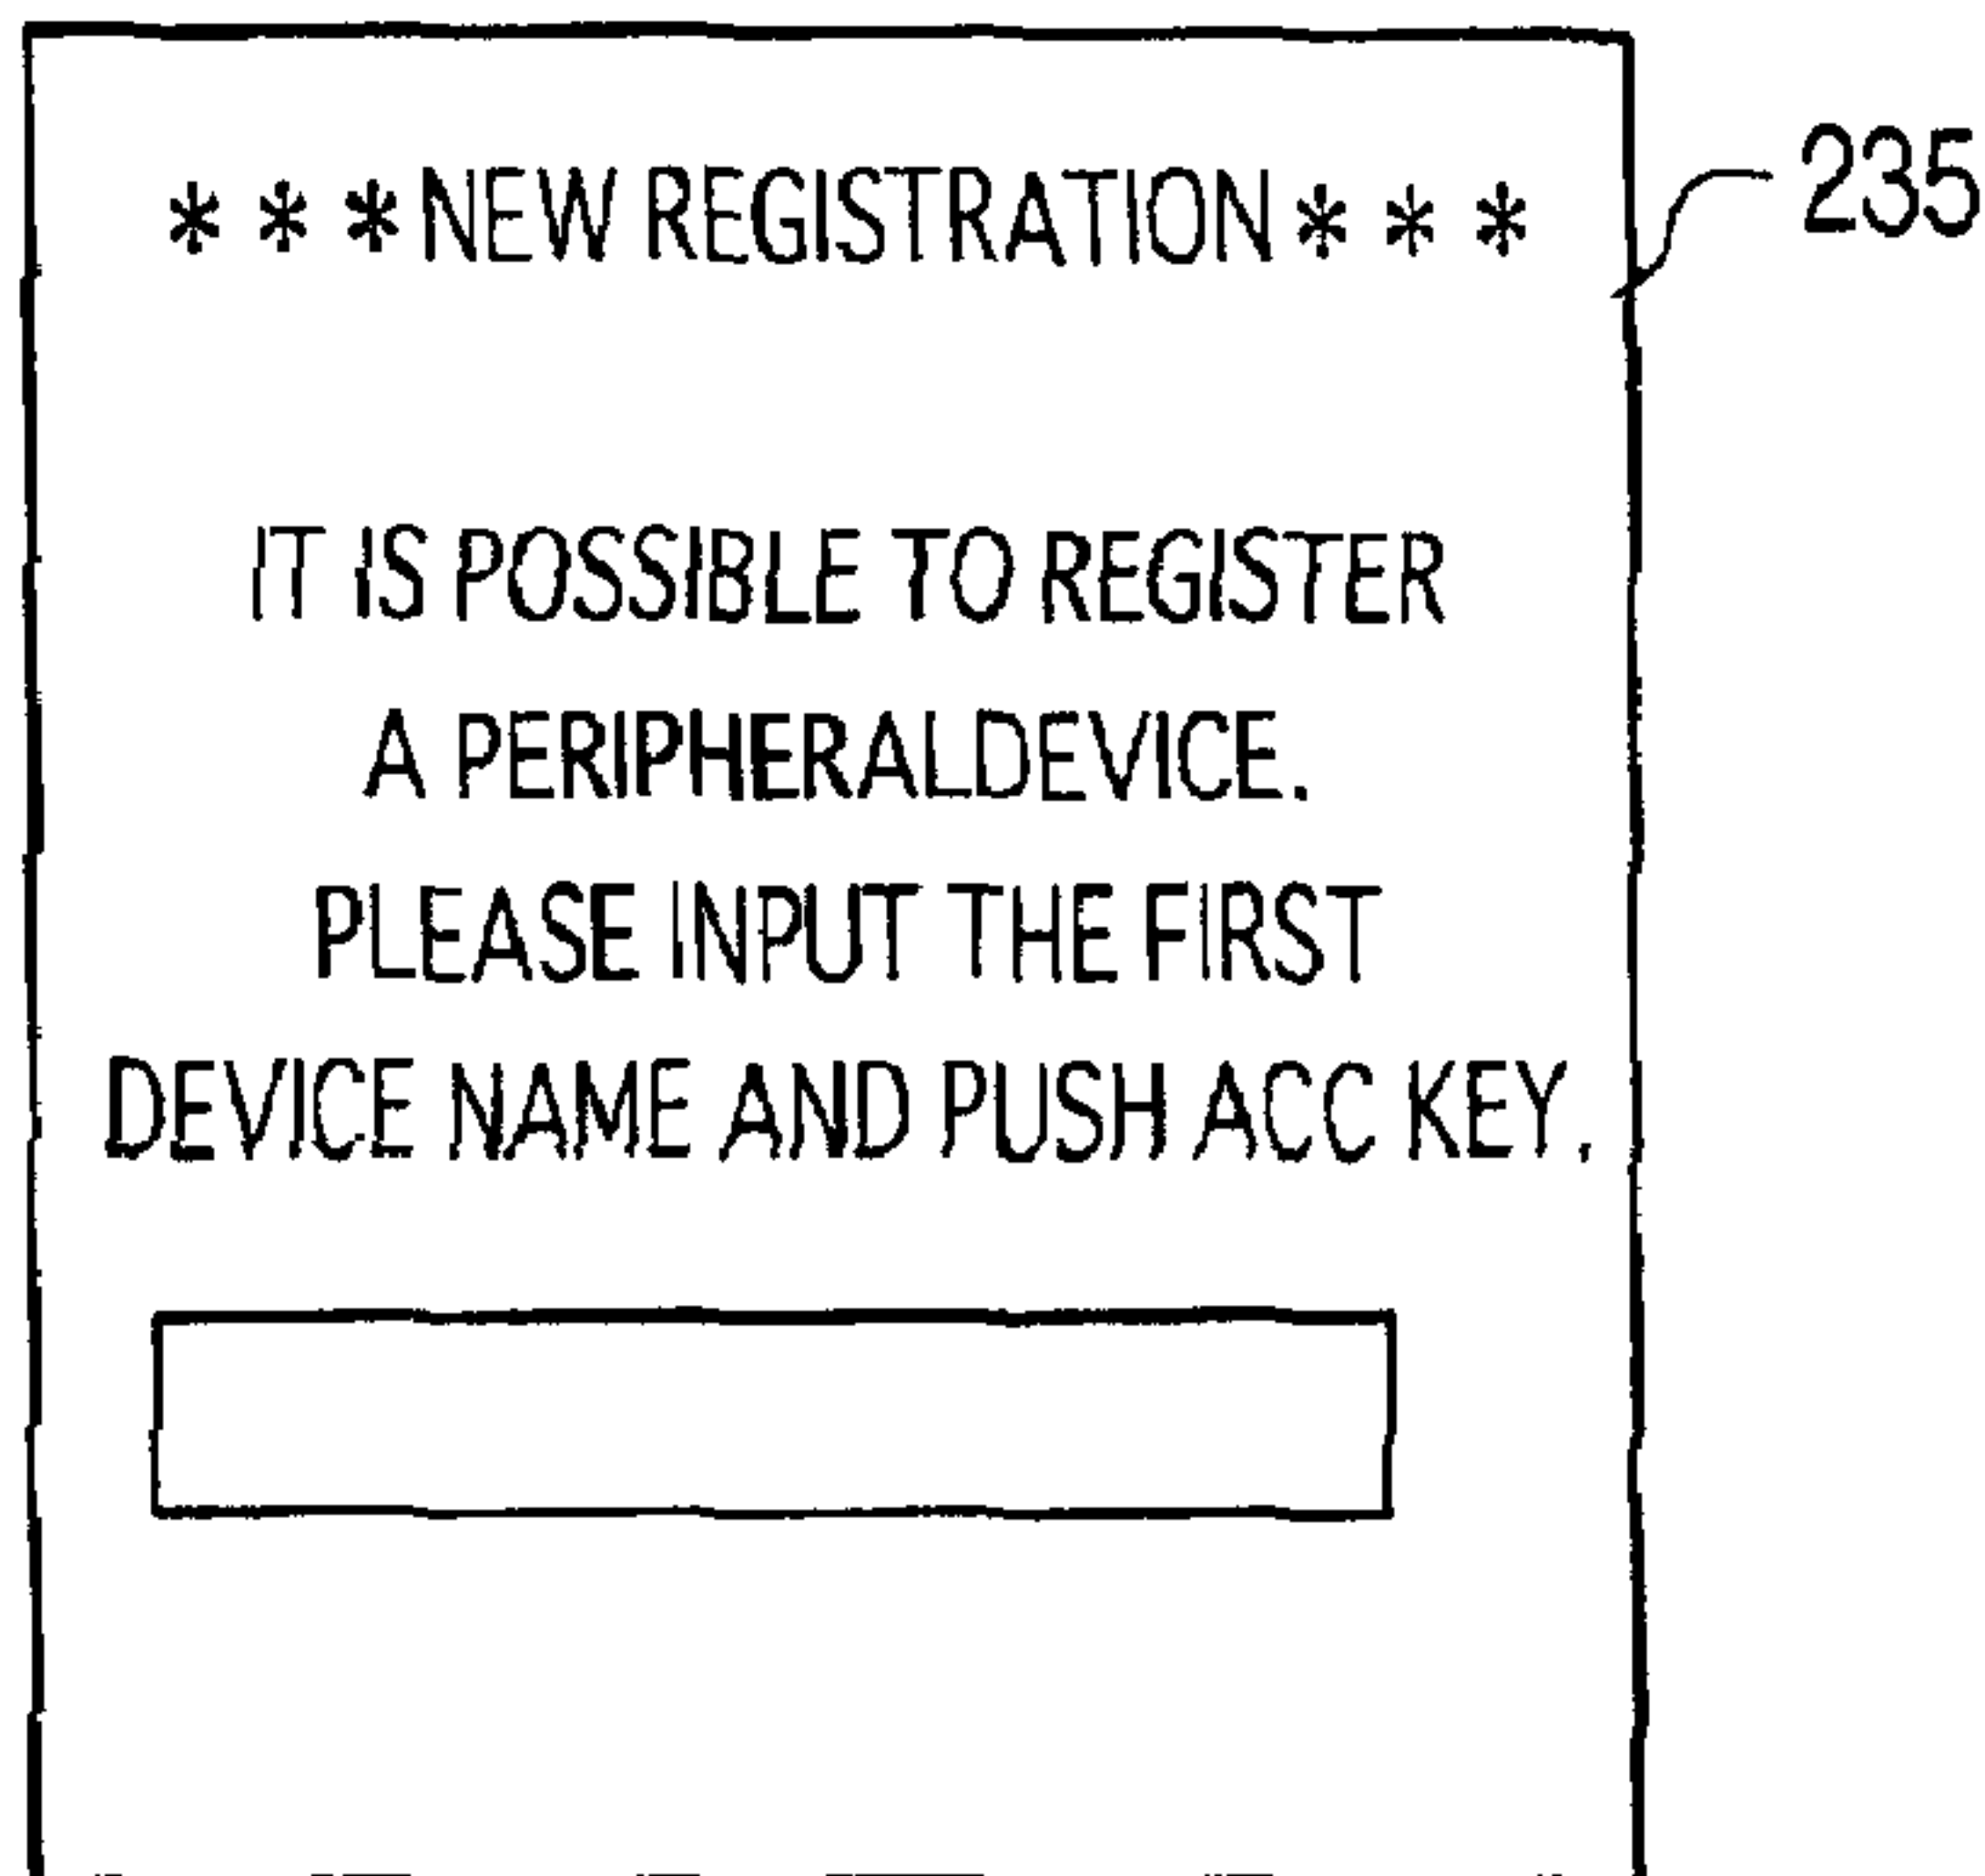 * * * NEW REGISTRATION * * *
235
IT IS POSSIBLE TO REGISTER
A PERIPHERALDEVICE.
PLEASE INPUT THE FIRST
DEVICE NAME AND PUSH ACC KEY.